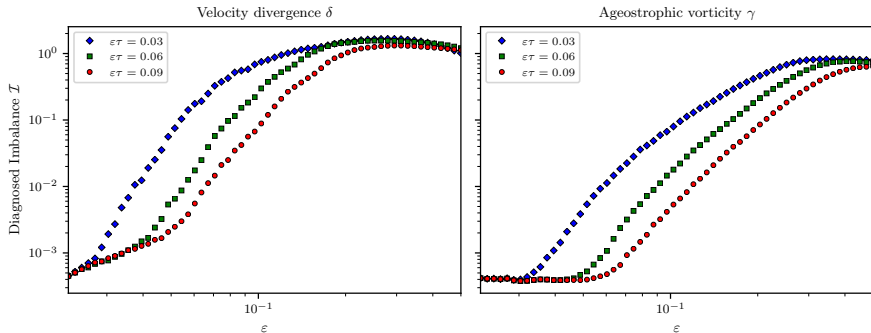 Velocity divergence δ
Ageostrophic vorticity γ
Diagnosed Imbalance ℐ
10⁰
10⁻¹
10⁻²
10⁻³
ετ = 0.03
ετ = 0.06
ετ = 0.09
ετ = 0.03
ετ = 0.06
ετ = 0.09
10⁻¹
10⁻¹
ε
ε